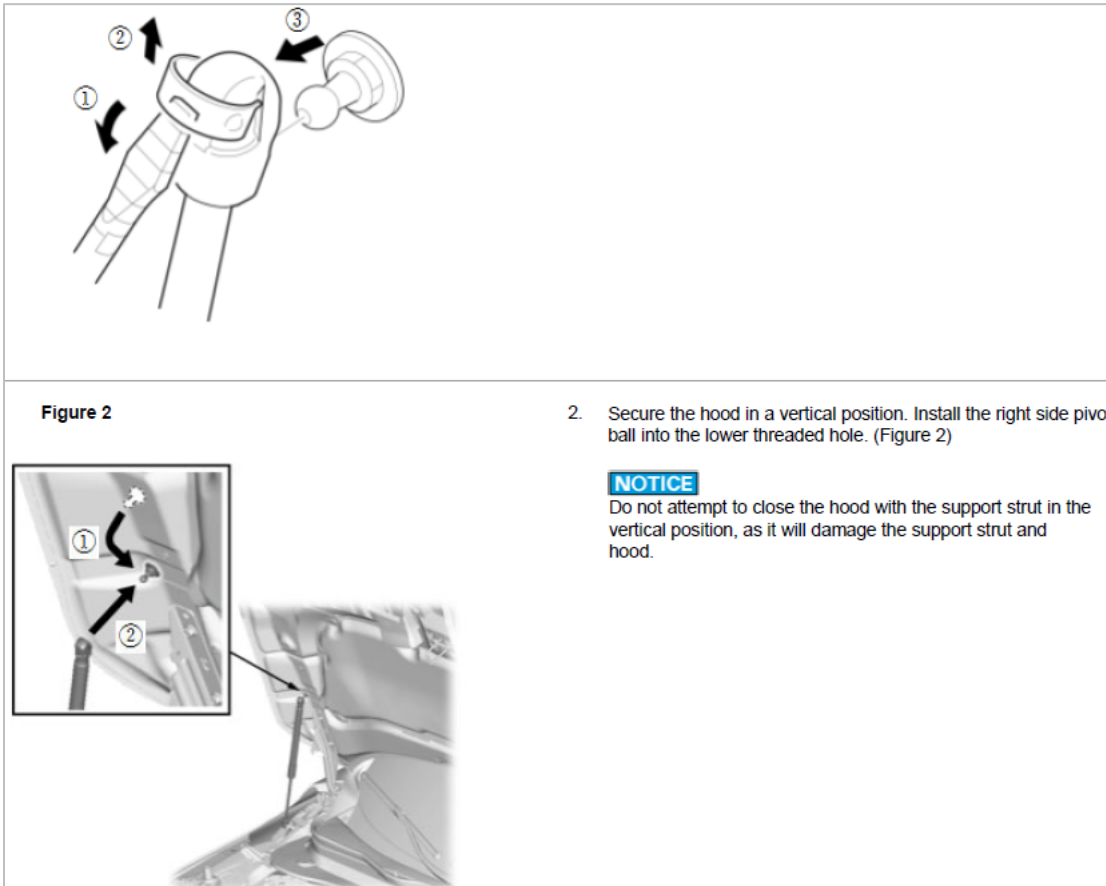 ③
②
①
Figure 2
2. Secure the hood in a vertical position. Install the right side pivo
ball into the lower threaded hole. (Figure 2)
NOTICE
Do not attempt to close the hood with the support strut in the
vertical position, as it will damage the support strut and
hood.
①
②